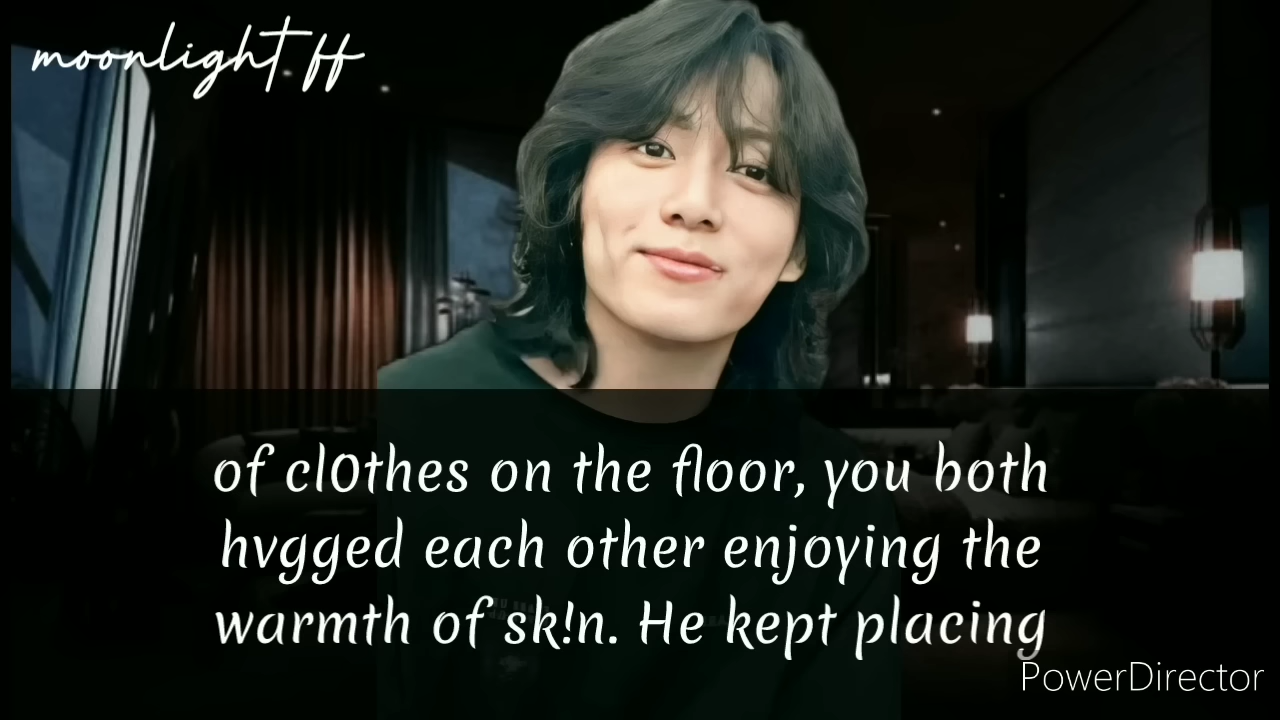 moonlight ff
of cl0thes on the floor, you both
hvgged each other enjoying the
warmth of sk!n. He kept placing
PowerDirector